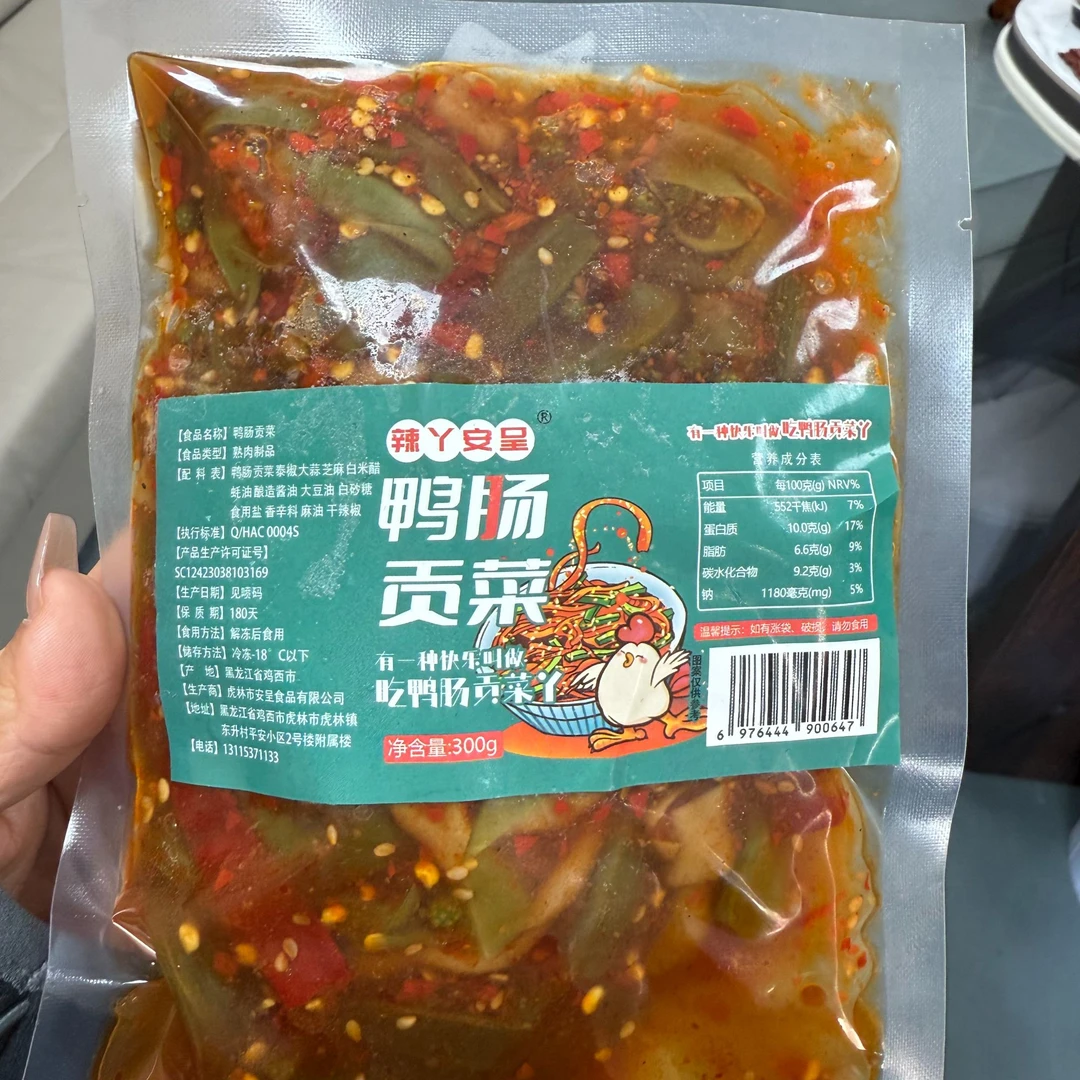 【食品名称】鸭肠贡菜
【食品类型】熟肉制品
【配 料 表】鸭肠贡菜泰椒大蒜芝麻白米醋
蚝油酿造酱油 大豆油 白砂糖
食用盐 香辛料 麻油 干辣椒
【执行标准】Q/HAC 0004S
【产品生产许可证号】
SC12423038103169
【生产日期】见喷码
【保 质 期】180天
【食用方法】解冻后食用
【储存方法】冷冻-18°C以下
【产 地】黑龙江省鸡西市
【生产商】虎林市安呈食品有限公司
【地址】黑龙江省鸡西市虎林市虎林镇
东升村平安小区2号楼附属楼
【电话】13115371133
辣丫安呈®
鸭肠
贡菜
有一种快乐叫做
吃鸭肠贡菜丫
净含量:300g
有一种快乐叫做吃鸭肠贡菜丫
营养成分表
项目 每100克(g) NRV%
能量 552千焦(kJ) 7%
蛋白质 10.0克(g) 17%
脂肪 6.6克(g) 9%
碳水化合物 9.2克(g) 3%
钠 1180毫克(mg) 5%
温馨提示：如有涨袋、破损，请勿食用
图案仅供参考
6 976444 900647